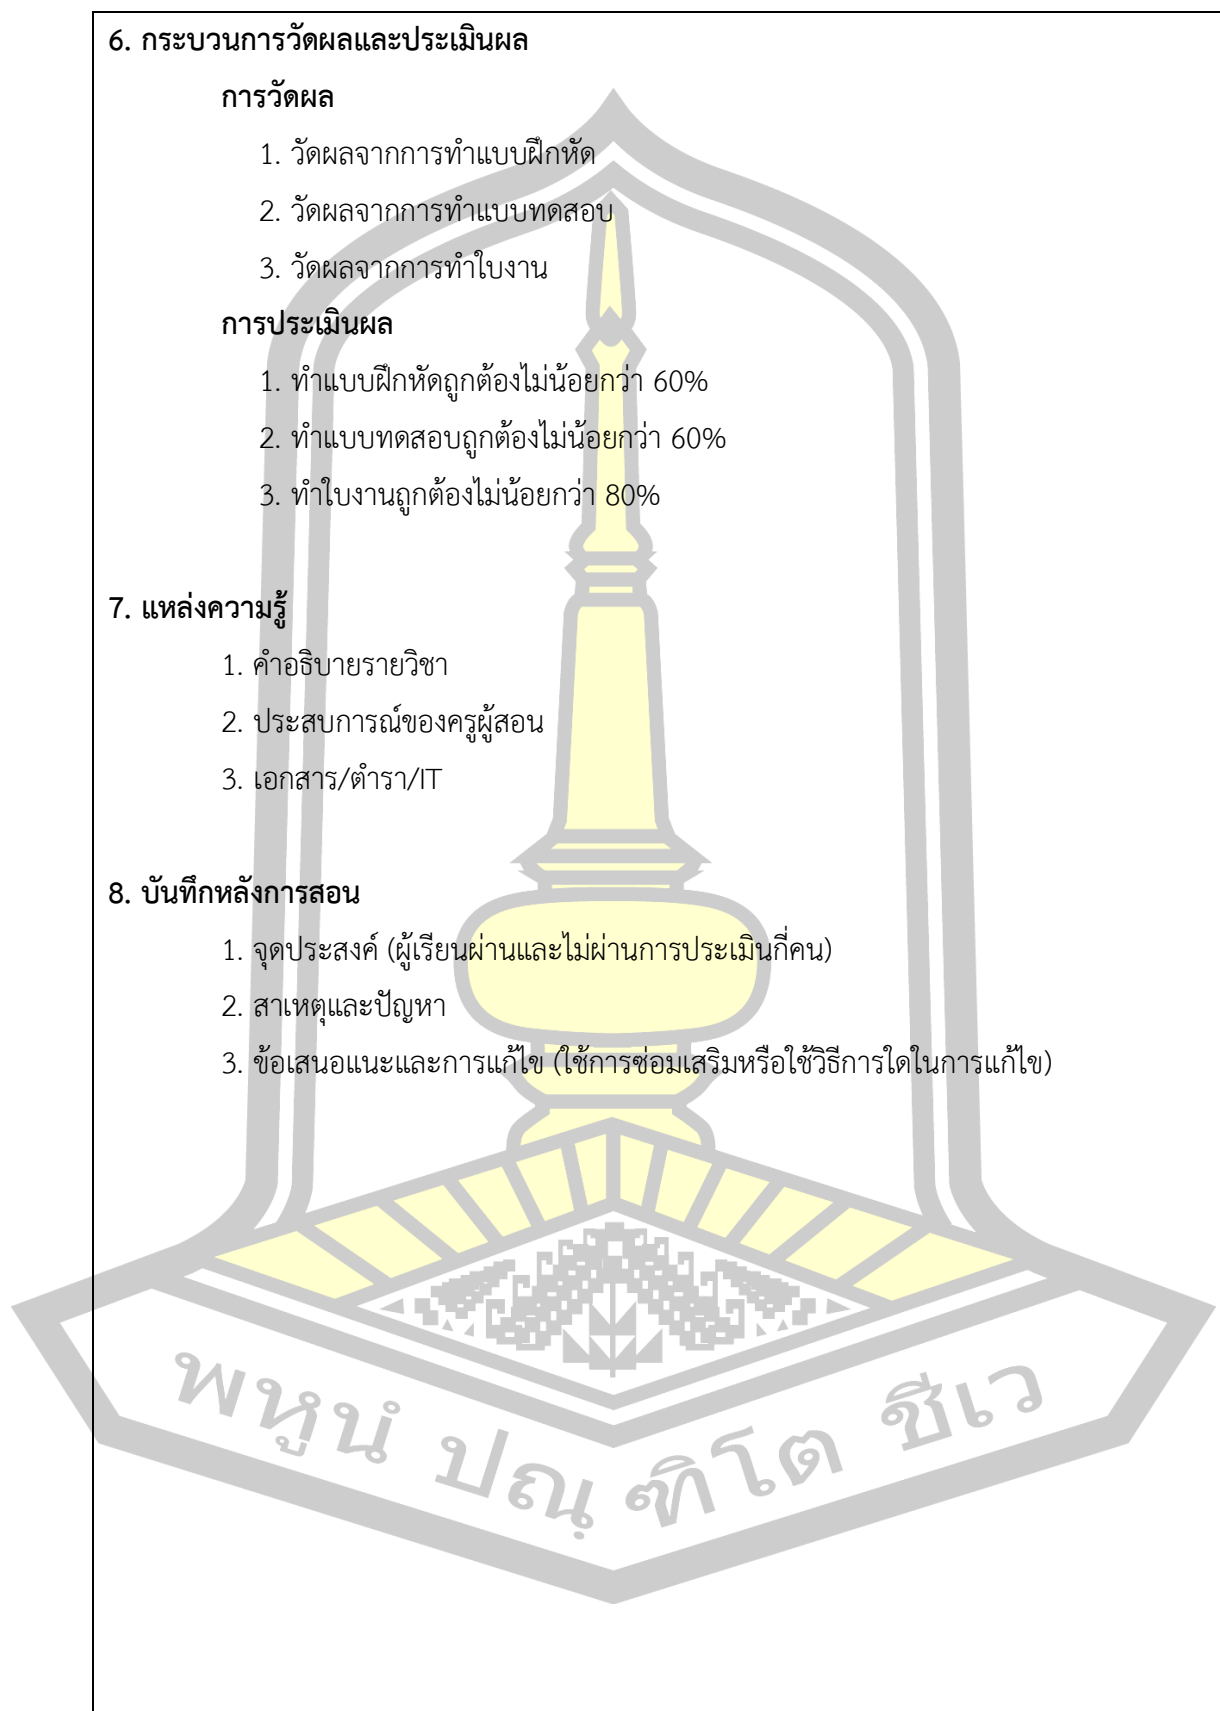 6. กระบวนการวัดผลและประเมินผล
การวัดผล
1. วัดผลจากการทำแบบฝึกหัด
2. วัดผลจากการทำแบบทดสอบ
3. วัดผลจากการทำใบงาน
การประเมินผล
1. ทำแบบฝึกหัดถูกต้องไม่น้อยกว่า 60%
2. ทำแบบทดสอบถูกต้องไม่น้อยกว่า 60%
3. ทำใบงานถูกต้องไม่น้อยกว่า 80%
7. แหล่งความรู้
1. คำอธิบายรายวิชา
2. ประสบการณ์ของครูผู้สอน
3. เอกสาร/ตำรา/IT
8. บันทึกหลังการสอน
1. จุดประสงค์ (ผู้เรียนผ่านและไม่ผ่านการประเมินกี่คน)
2. สาเหตุและปัญหา
3. ข้อเสนอแนะและการแก้ไข (ใช้การซ่อมเสริมหรือใช้วิธีการใดในการแก้ไข)
พหูนํ ปณฺ ฑิโต ชีเว